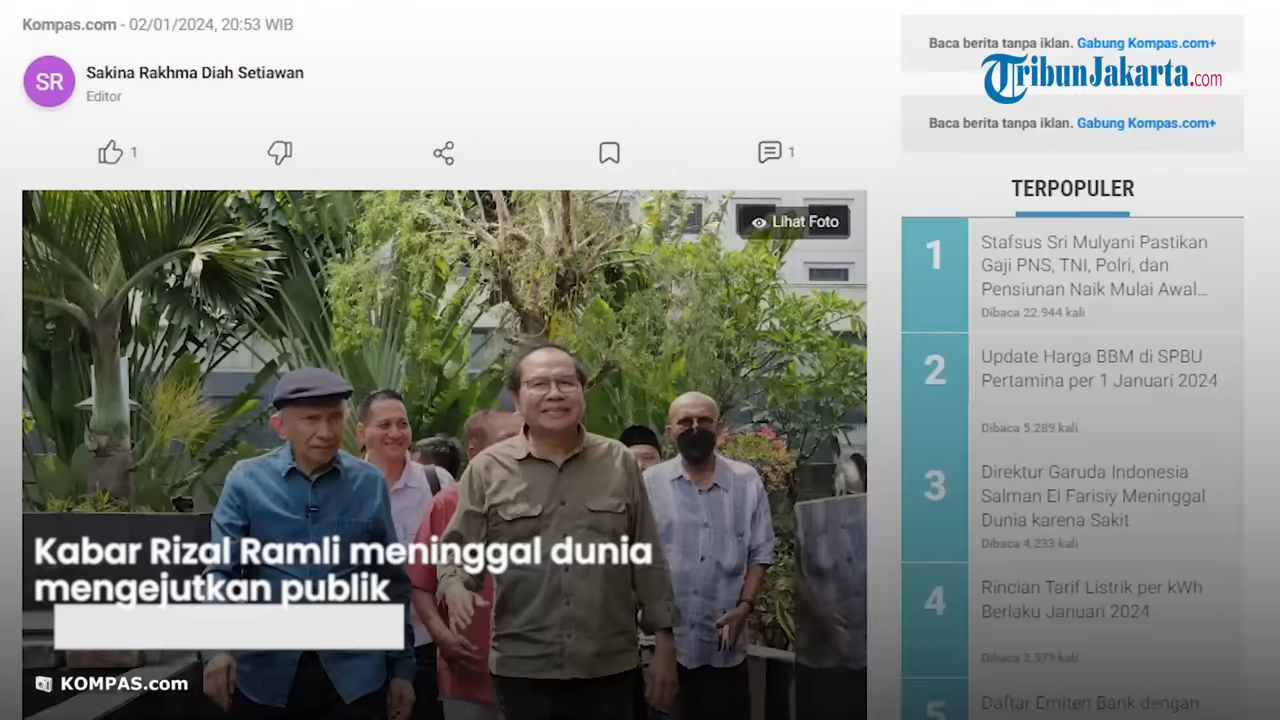 Kompas.com - 02/01/2024, 20:53 WIB
SR
Sakina Rakhma Diah Setiawan
Editor
1
1
Lihat Foto
Kabar Rizal Ramli meninggal dunia
mengejutkan publik
KOMPAS.com
Baca berita tanpa iklan. Gabung Kompas.com+
TribunJakarta.com
Baca berita tanpa iklan. Gabung Kompas.com+
TERPOPULER
1
Stafsus Sri Mulyani Pastikan
Gaji PNS, TNI, Polri, dan
Pensiunan Naik Mulai Awal...
Dibaca 22.944 kali
2
Update Harga BBM di SPBU
Pertamina per 1 Januari 2024
Dibaca 5.289 kali
3
Direktur Garuda Indonesia
Salman El Farisiy Meninggal
Dunia karena Sakit
Dibaca 4.233 kali
4
Rincian Tarif Listrik per kWh
Berlaku Januari 2024
Dibaca 2.579 kali
5
Daftar Emiten Bank dengan